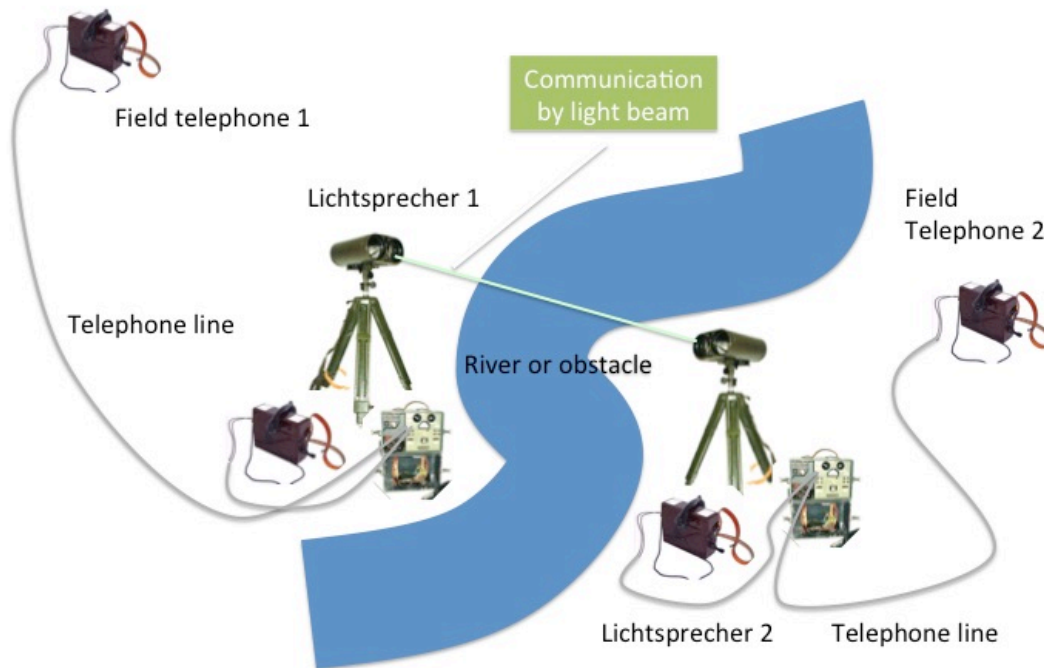 Communication
by light beam
Field telephone 1
Lichtsprecher 1
Field
Telephone 2
Telephone line
River or obstacle
Lichtsprecher 2
Telephone line